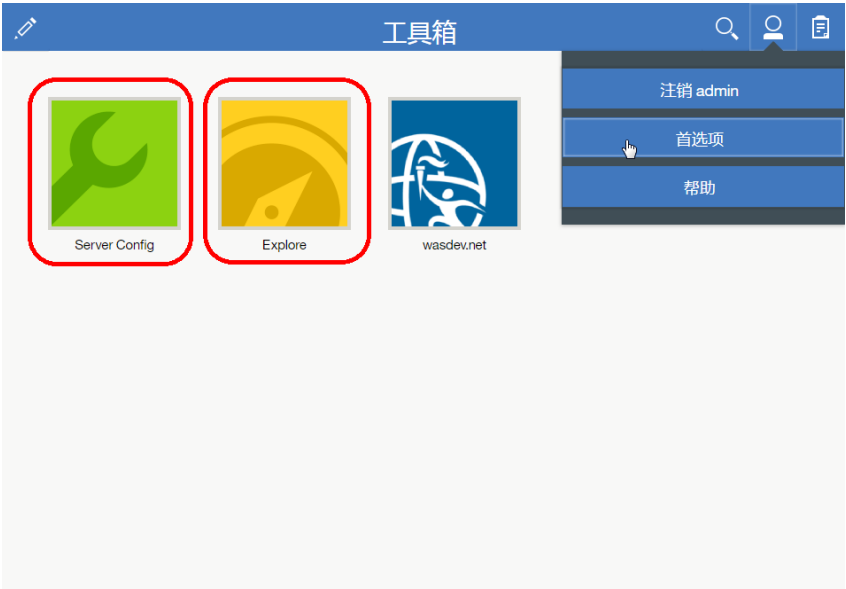 工具箱
注销 admin
首选项
帮助
Server Config
Explore
wasdev.net